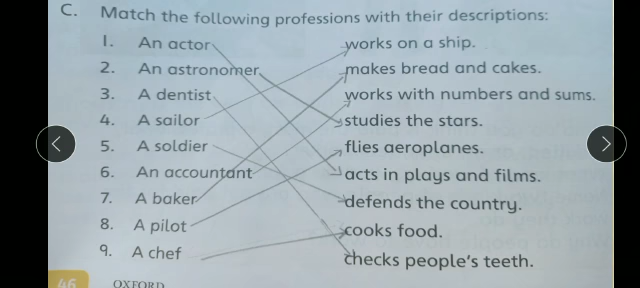 C. Match the following professions with their descriptions:
1. An actor works on a ship.
2. An astronomer makes bread and cakes.
3. A dentist works with numbers and sums.
4. A sailor studies the stars.
5. A soldier flies aeroplanes.
6. An accountant acts in plays and films.
7. A baker defends the country.
8. A pilot cooks food.
9. A chef checks people's teeth.
46 OXFORD